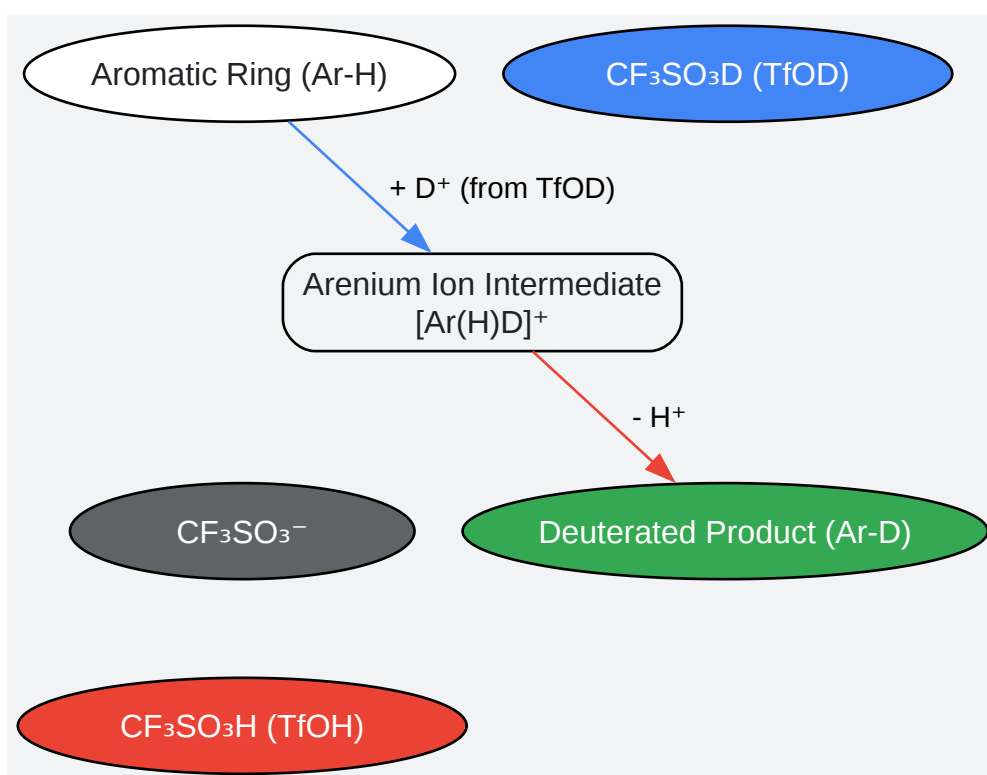 Aromatic Ring (Ar-H)
CF₃SO₃D (TfOD)
+ D⁺ (from TfOD)
Arenium Ion Intermediate
[Ar(H)D]⁺
- H⁺
CF₃SO₃⁻
Deuterated Product (Ar-D)
CF₃SO₃H (TfOH)